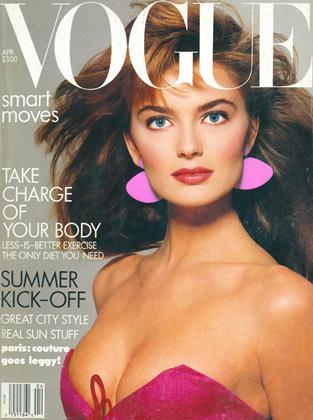 VOGUE
APR.
$3.00
smart
moves
TAKE
CHARGE
OF
YOUR BODY
LESS-IS-BETTER EXERCISE
THE ONLY DIET YOU NEED
SUMMER
KICK-OFF
GREAT CITY STYLE
REAL SUN STUFF
paris: couture
goes leggy!
04